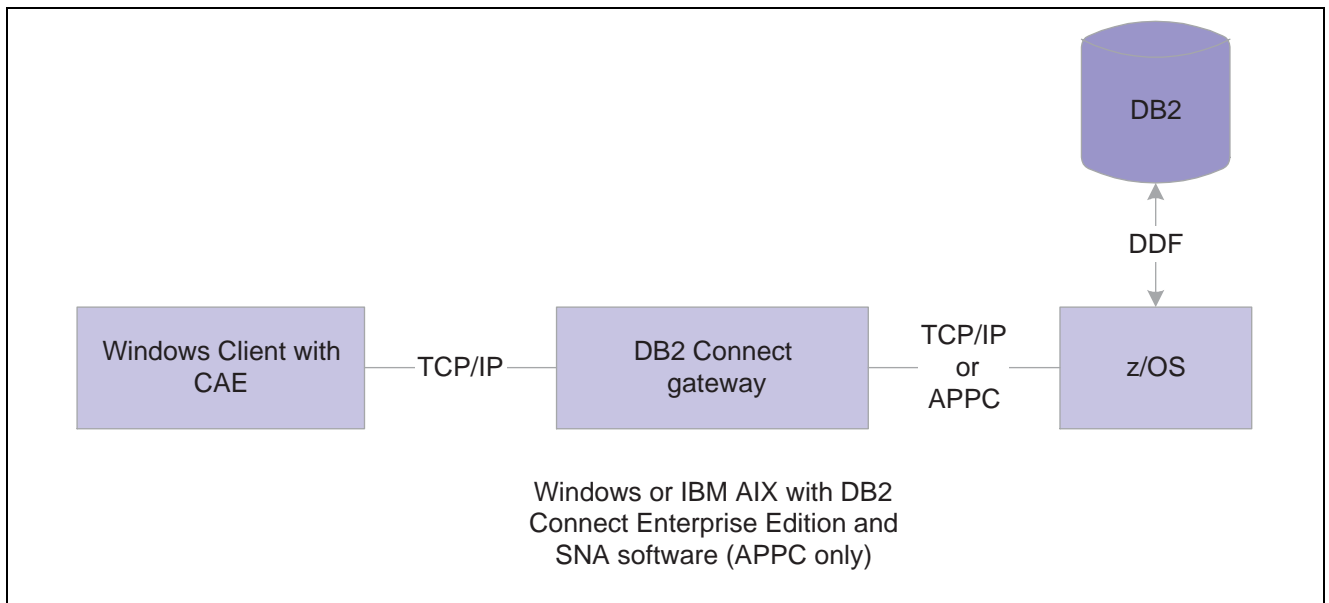 DB2
DDF
Windows Client with
CAE
TCP/IP
DB2 Connect
gateway
TCP/IP
or
APPC
z/OS
Windows or IBM AIX with DB2
Connect Enterprise Edition and
SNA software (APPC only)